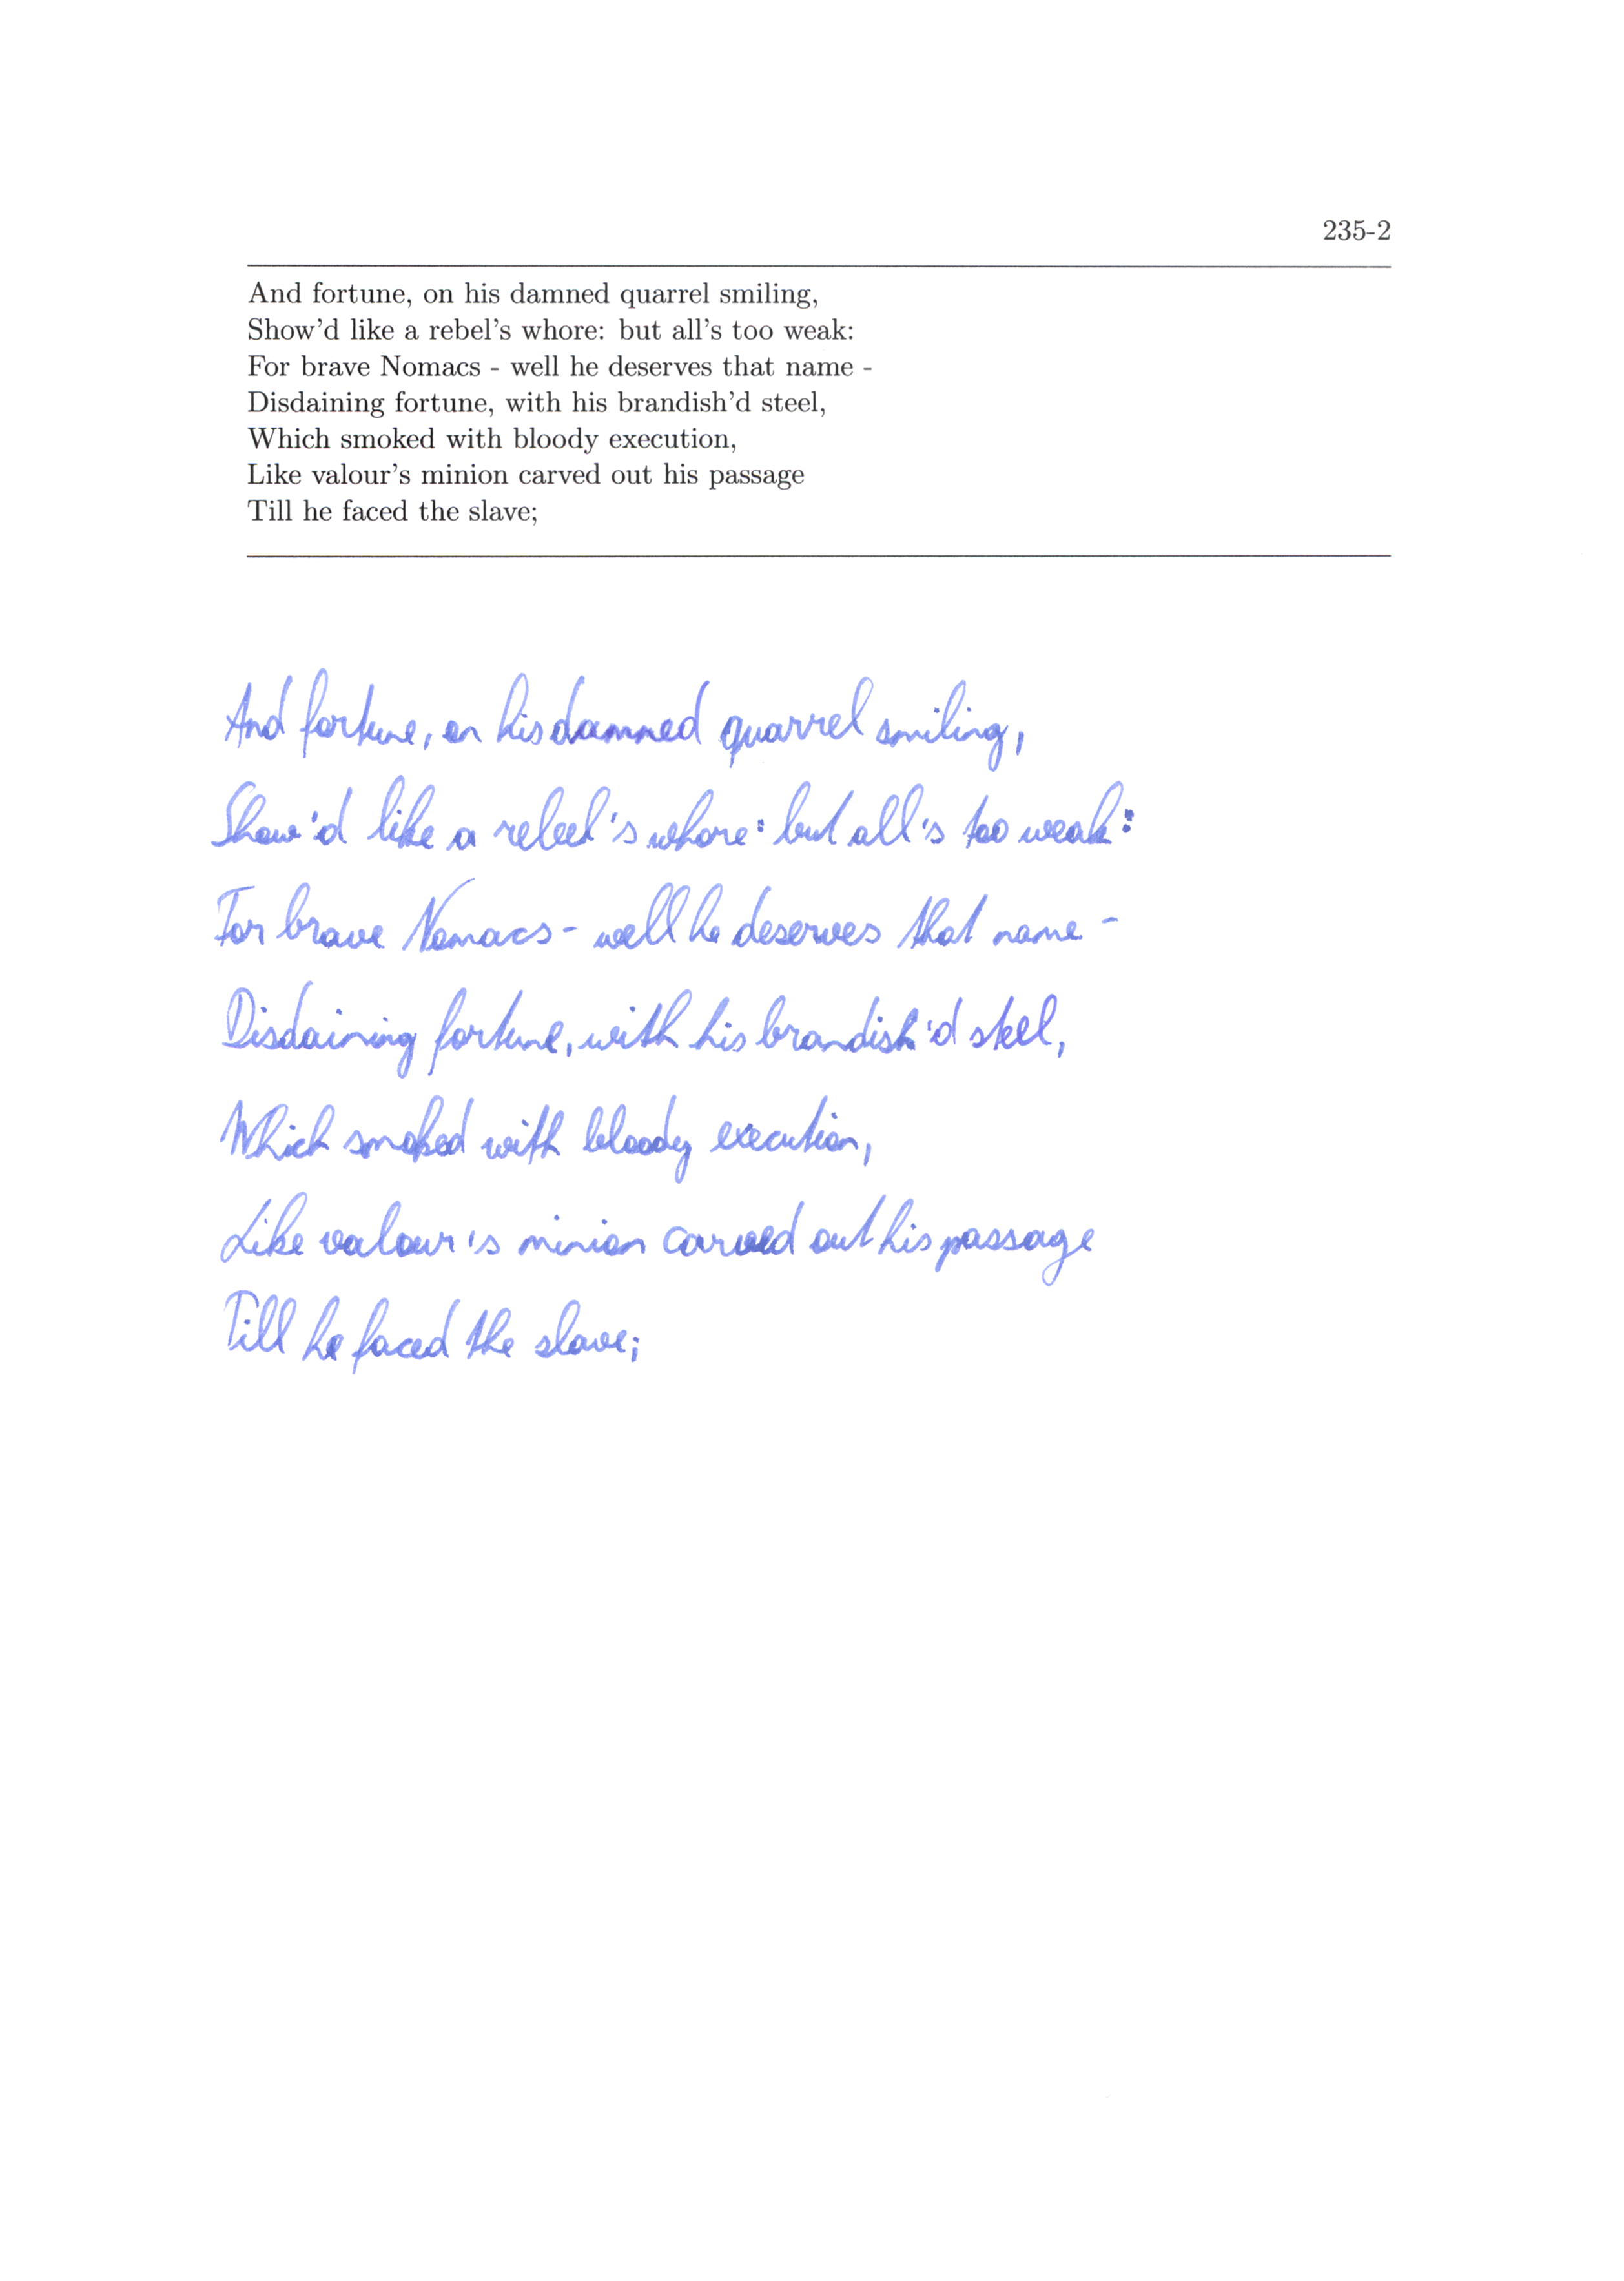 235-2
And fortune, on his damned quarrel smiling,
Show'd like a rebel's whore: but all's too weak:
For brave Nomacs - well he deserves that name -
Disdaining fortune, with his brandish'd steel,
Which smoked with bloody execution,
Like valour's minion carved out his passage
Till he faced the slave;
And fortune, on his damned quarrel smiling,
Show'd like a rebel's whore: but all's too weak:
For brave Nomacs - well he deserves that name -
Disdaining fortune, with his brandish'd steel,
Which smoked with bloody execution,
Like valour's minion carved out his passage
Till he faced the slave;